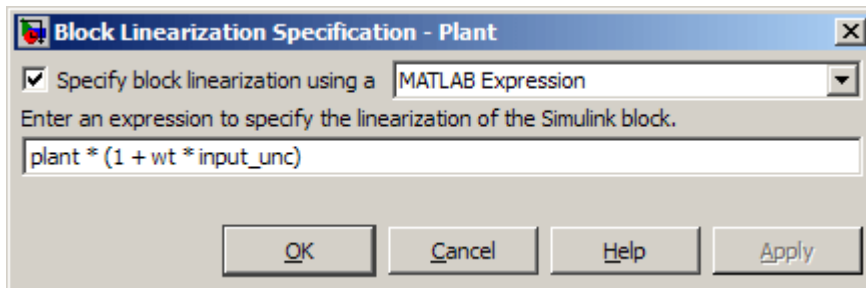 Block Linearization Specification - Plant
Specify block linearization using a MATLAB Expression
Enter an expression to specify the linearization of the Simulink block.
plant * (1 + wt * input_unc)
OK Cancel Help Apply